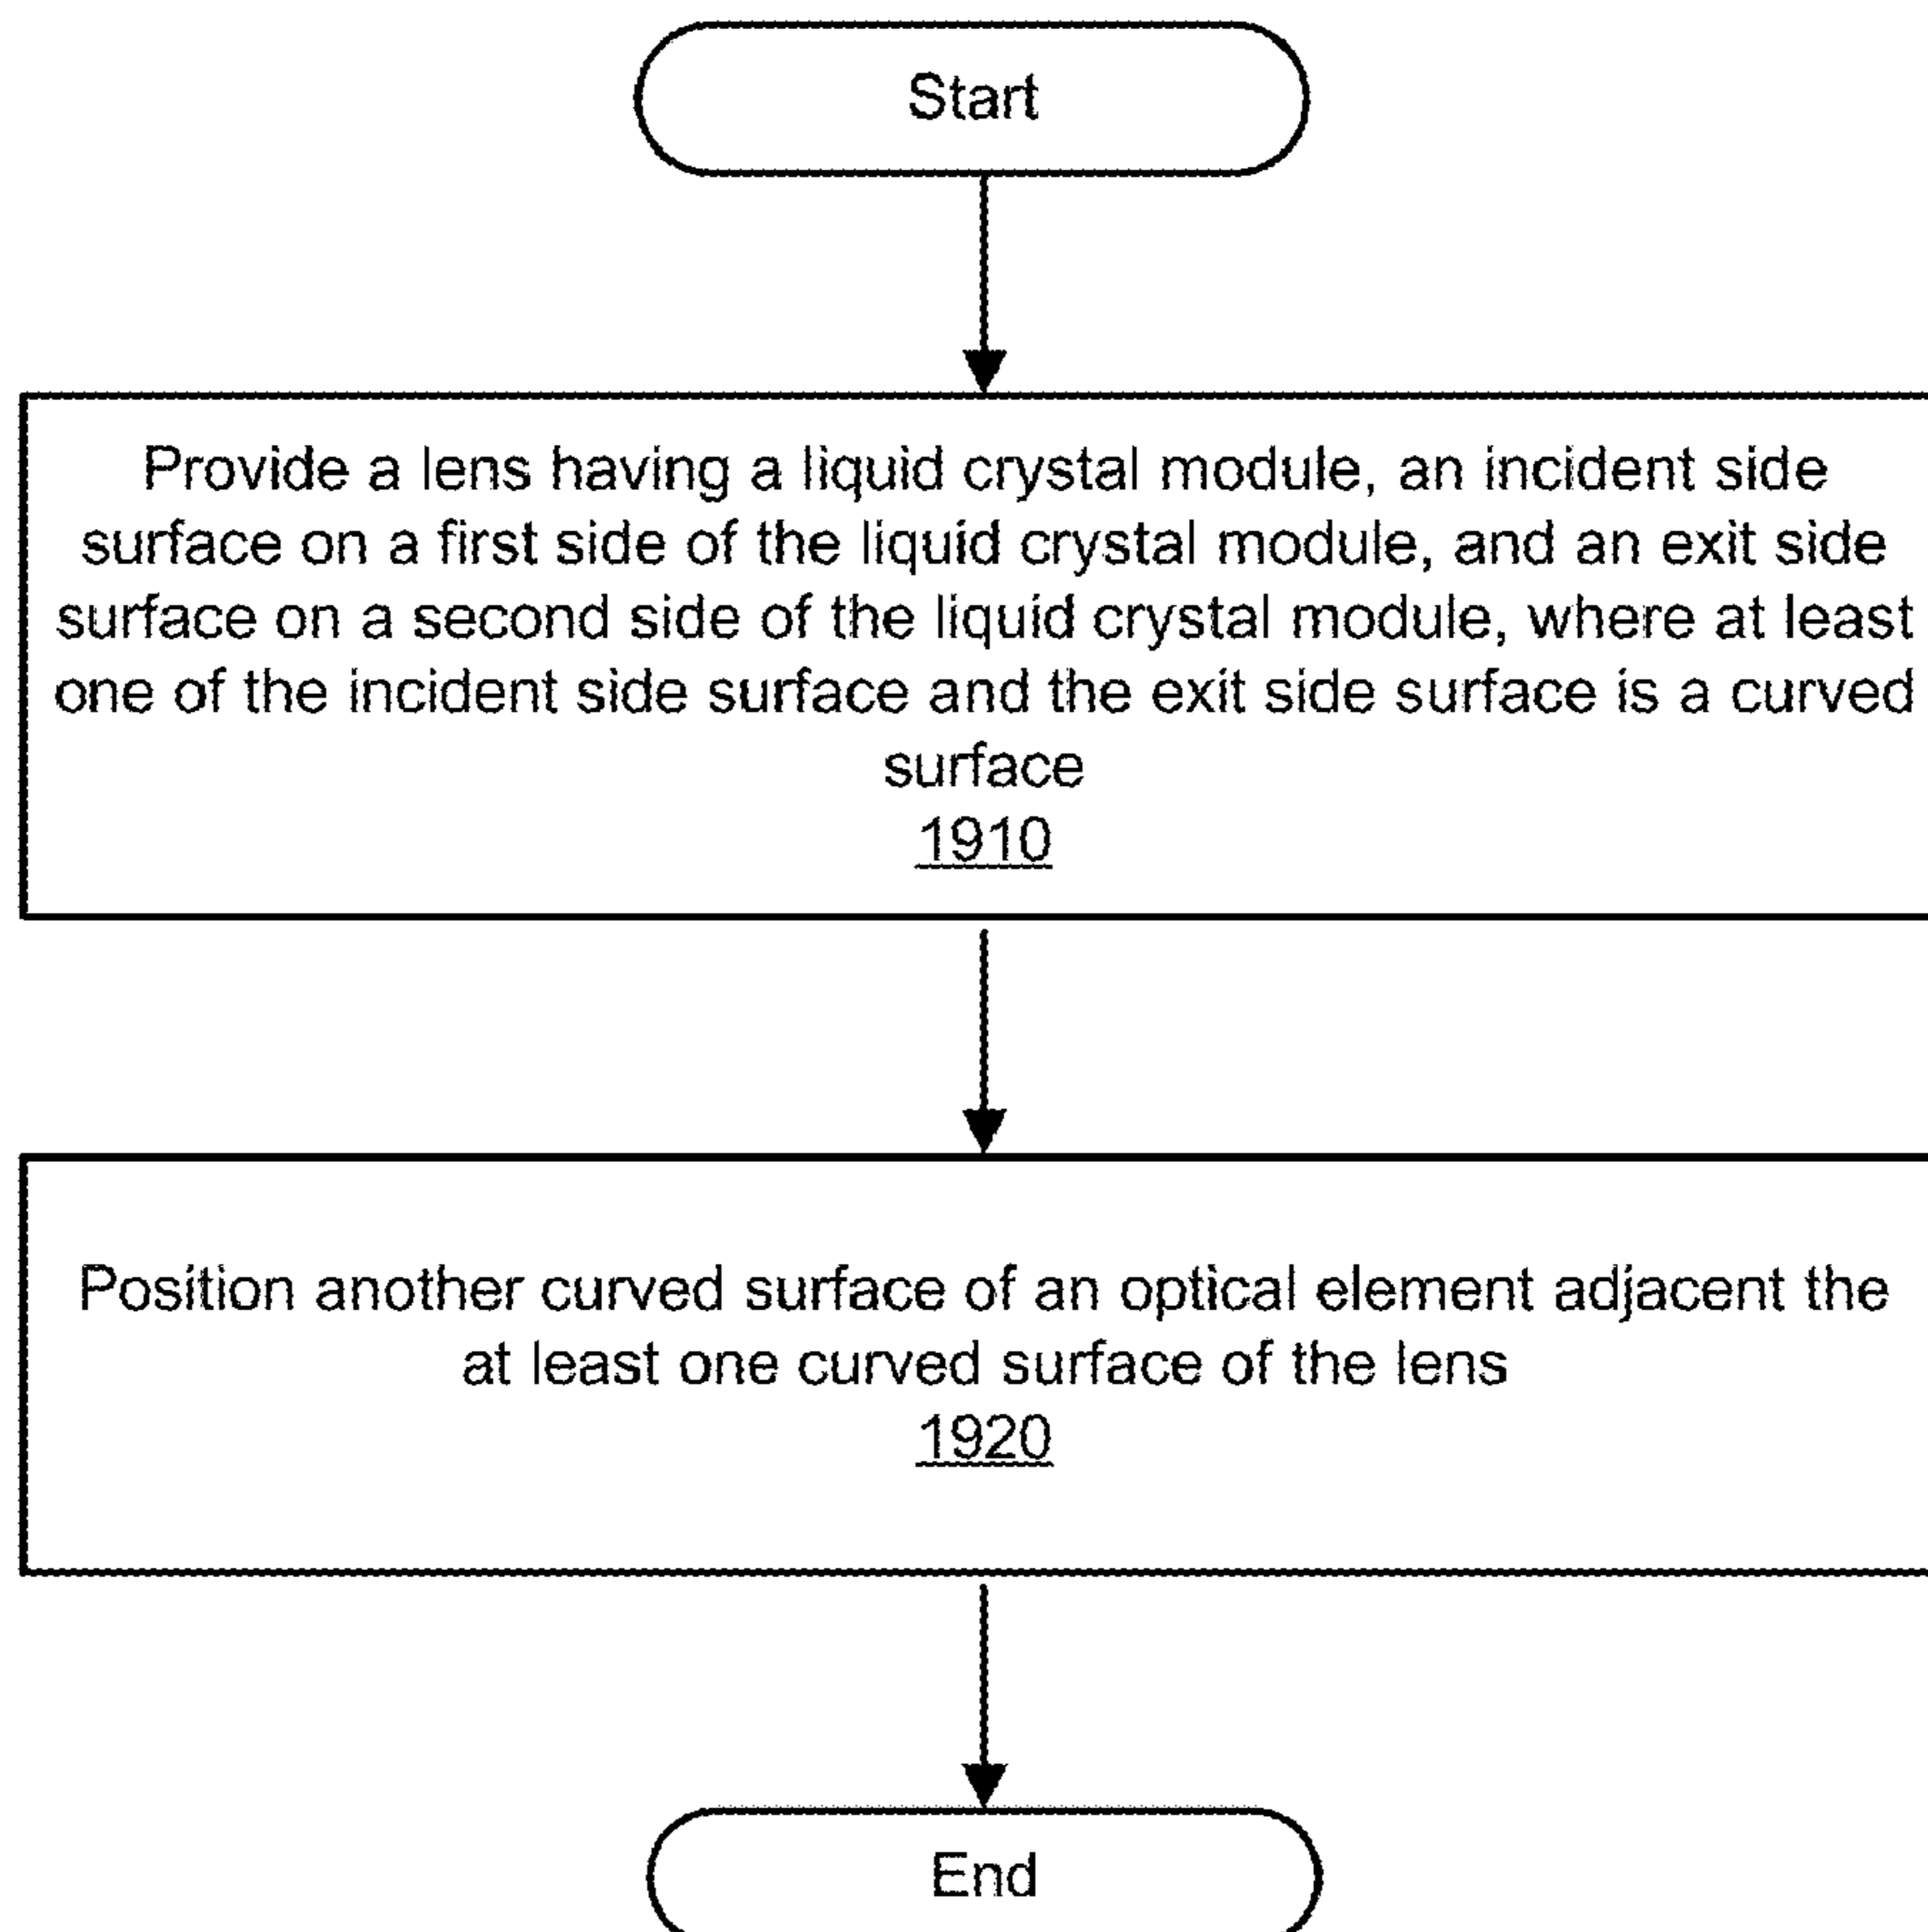 Start
Provide a lens having a liquid crystal module, an incident side
surface on a first side of the liquid crystal module, and an exit side
surface on a second side of the liquid crystal module, where at least
one of the incident side surface and the exit side surface is a curved
surface
1910
Position another curved surface of an optical element adjacent the
at least one curved surface of the lens
1920
End